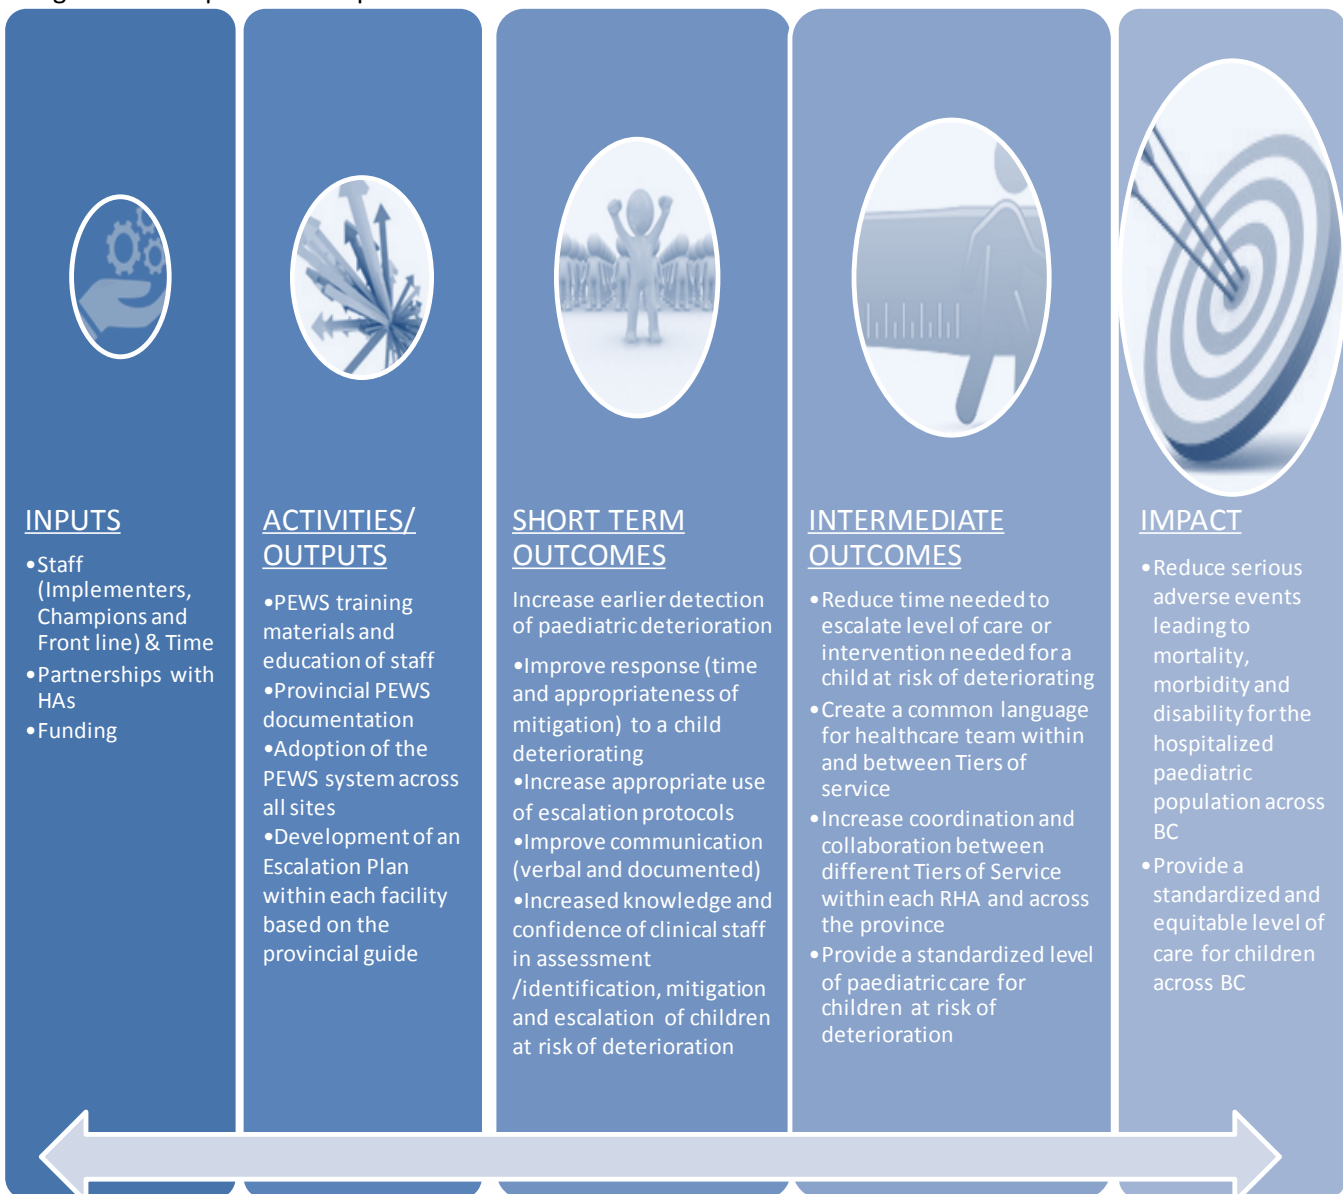 INPUTS
•Staff
(Implementers,
Champions and
Front line) & Time
•Partnerships with
HAs
•Funding
ACTIVITIES/
OUTPUTS
•PEWS training
materials and
education of staff
•Provincial PEWS
documentation
•Adoption of the
PEWS system across
all sites
•Development of an
Escalation Plan
within each facility
based on the
provincial guide
SHORT TERM
OUTCOMES
Increase earlier detection
of paediatric deterioration
•Improve response (time
and appropriateness of
mitigation) to a child
deteriorating
•Increase appropriate use
of escalation protocols
•Improve communication
(verbal and documented)
•Increased knowledge and
confidence of clinical staff
in assessment
/identification, mitigation
and escalation of children
at risk of deterioration
INTERMEDIATE
OUTCOMES
•Reduce time needed to
escalate level of care or
intervention needed for a
child at risk of deteriorating
•Create a common language
for healthcare team within
and between Tiers of
service
•Increase coordination and
collaboration between
different Tiers of Service
within each RHA and across
the province
•Provide a standardized level
of paediatric care for
children at risk of
deterioration
IMPACT
•Reduce serious
adverse events
leading to
mortality,
morbidity and
disability for the
hospitalized
paediatric
population across
BC
•Provide a
standardized and
equitable level of
care for children
across BC